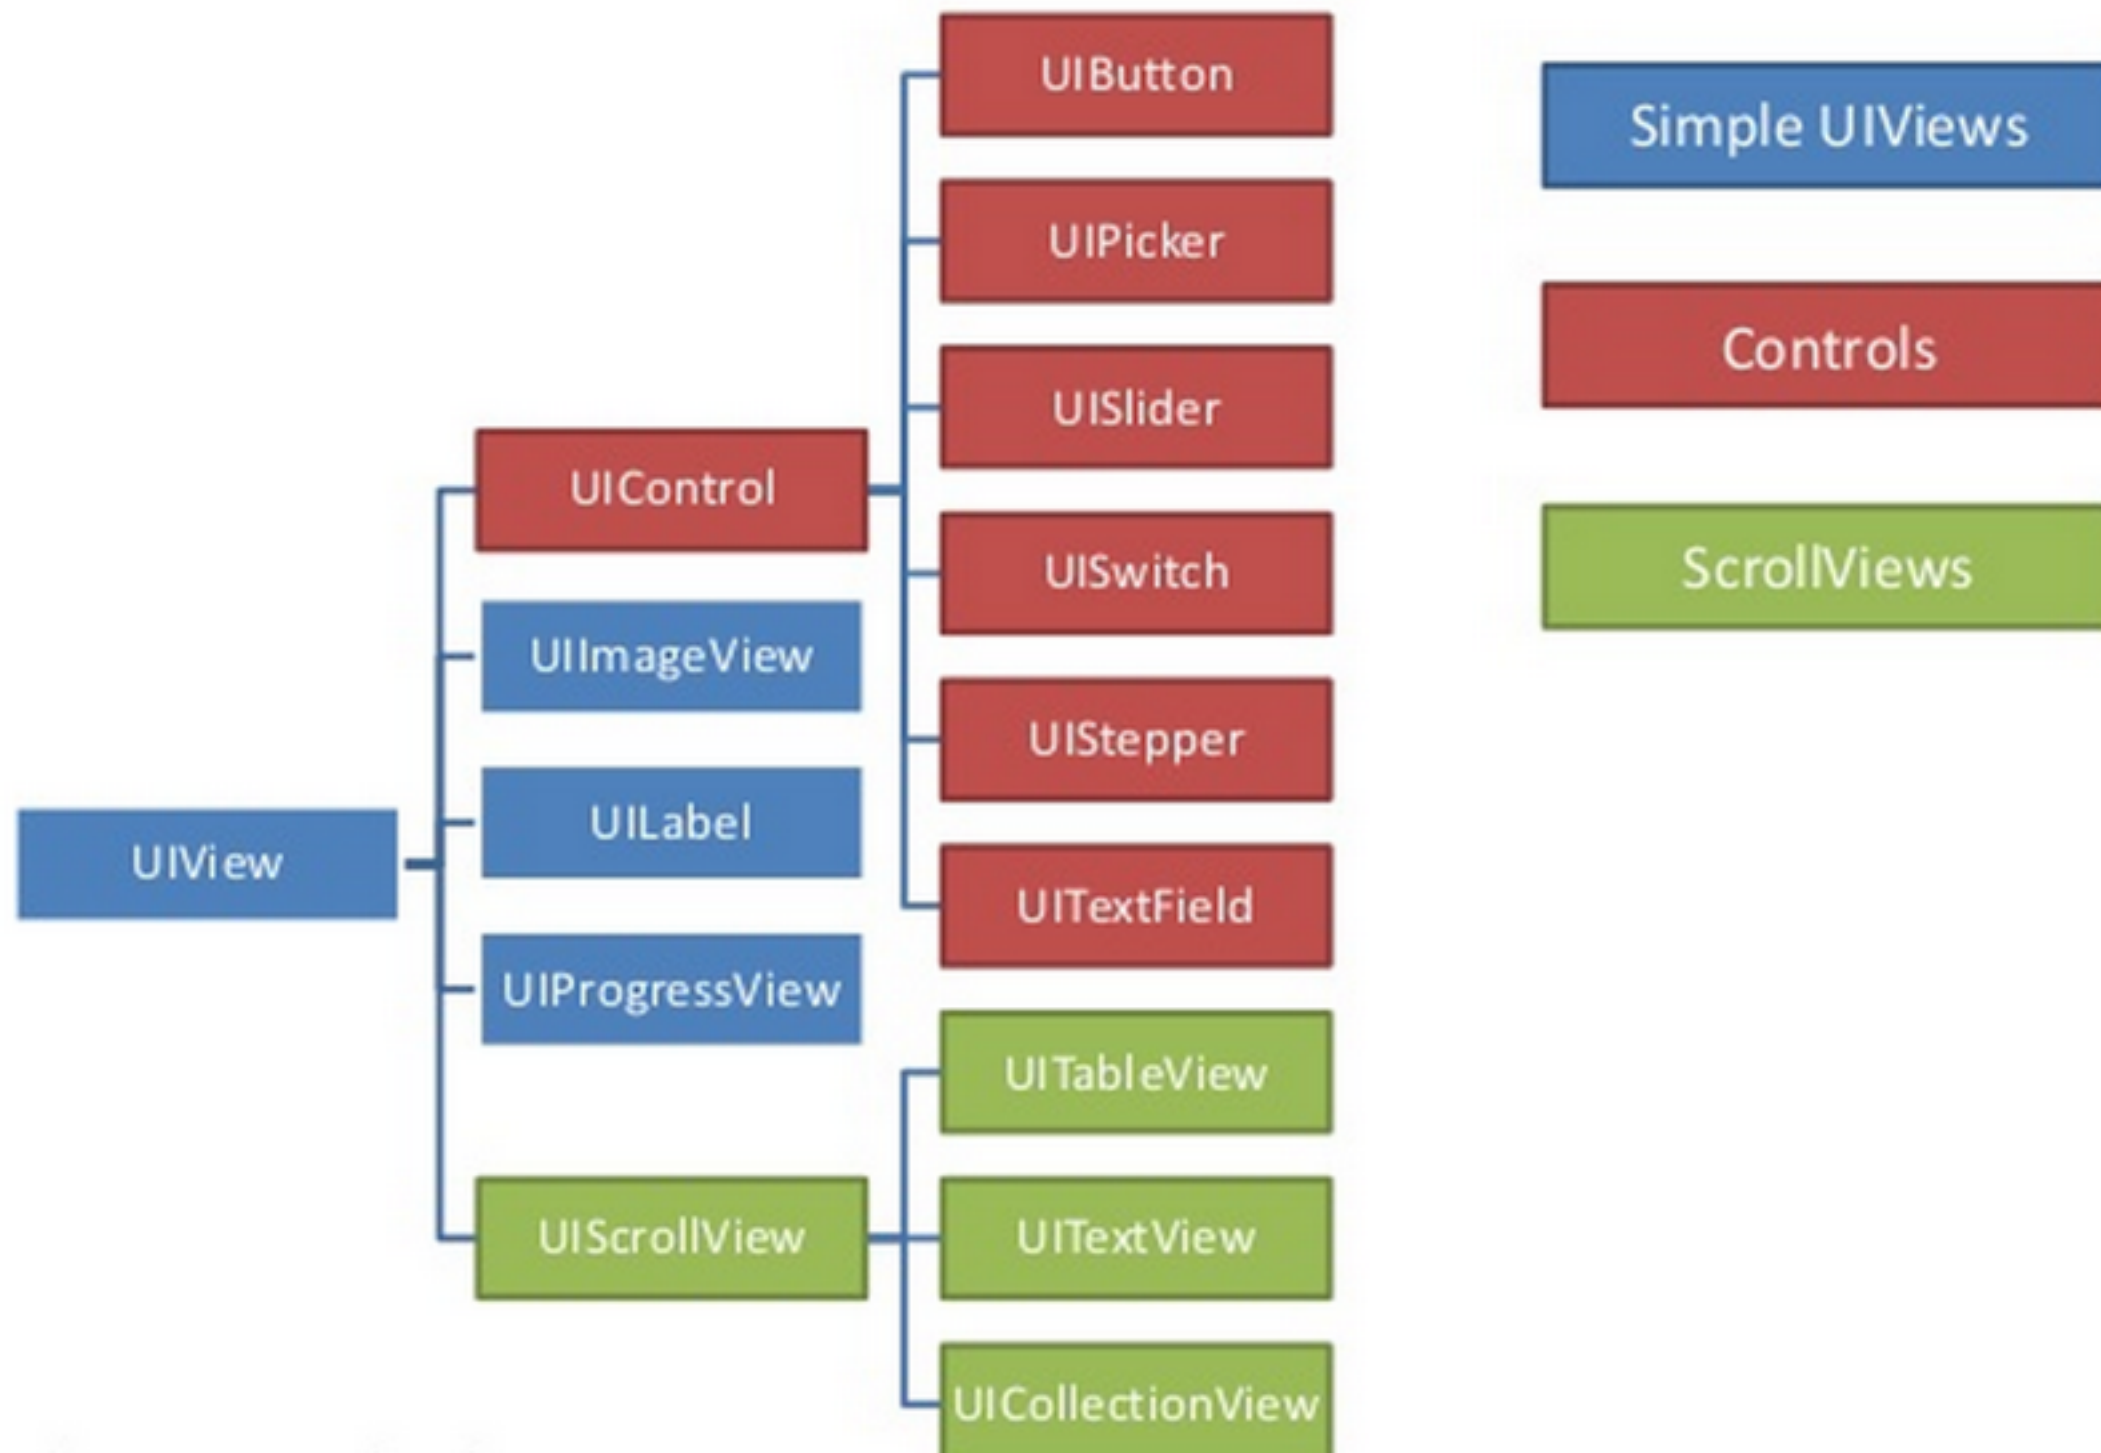 UIButton
Simple UIViews
UIPicker
Controls
UISlider
UIControl
ScrollViews
UISwitch
UIImageView
UIStepper
UILabel
UIView
UITextField
UIProgressView
UITableView
UIScrollView
UITextView
UICollectionView